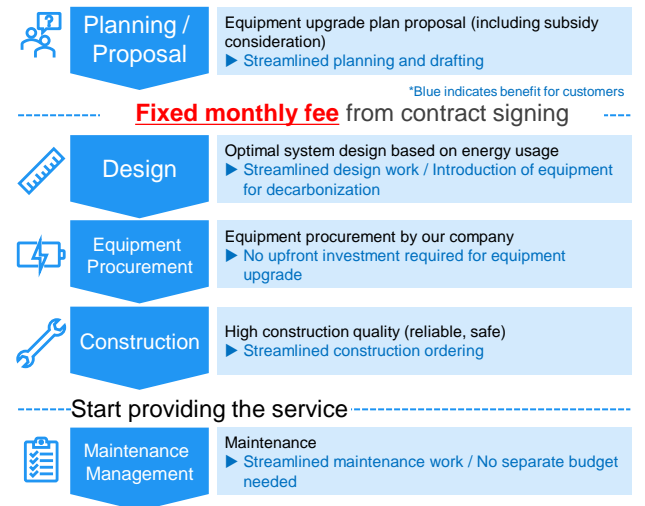 Planning /
Proposal
Equipment upgrade plan proposal (including subsidy
consideration)
▶ Streamlined planning and drafting
*Blue indicates benefit for customers
Fixed monthly fee from contract signing
Design
Optimal system design based on energy usage
▶ Streamlined design work / Introduction of equipment
for decarbonization
Equipment
Procurement
Equipment procurement by our company
▶ No upfront investment required for equipment
upgrade
Construction
High construction quality (reliable, safe)
▶ Streamlined construction ordering
Start providing the service
Maintenance
Management
Maintenance
▶ Streamlined maintenance work / No separate budget
needed